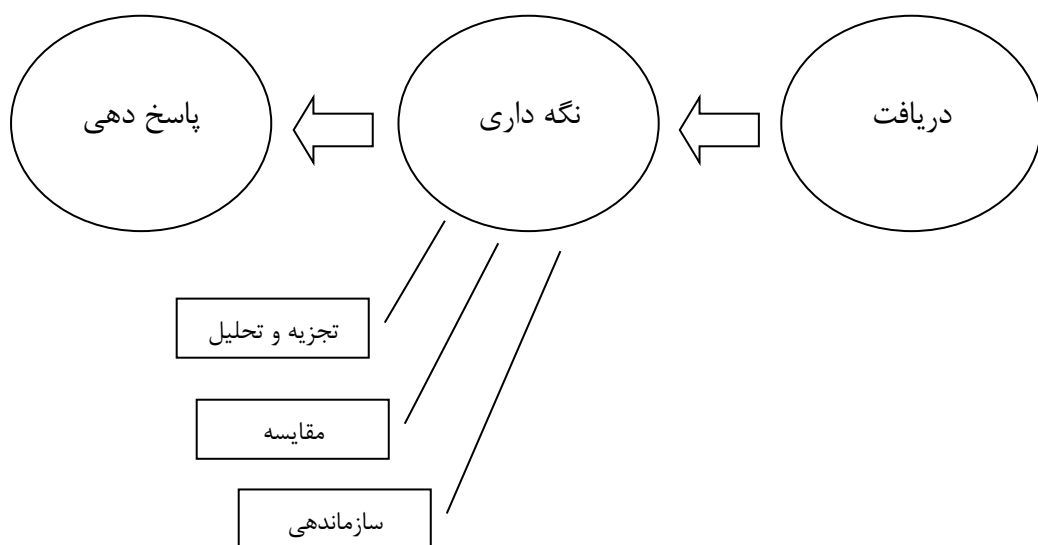 دریافت
نگه داری
پاسخ دهی
تجزیه و تحلیل
مقایسه
سازماندهی